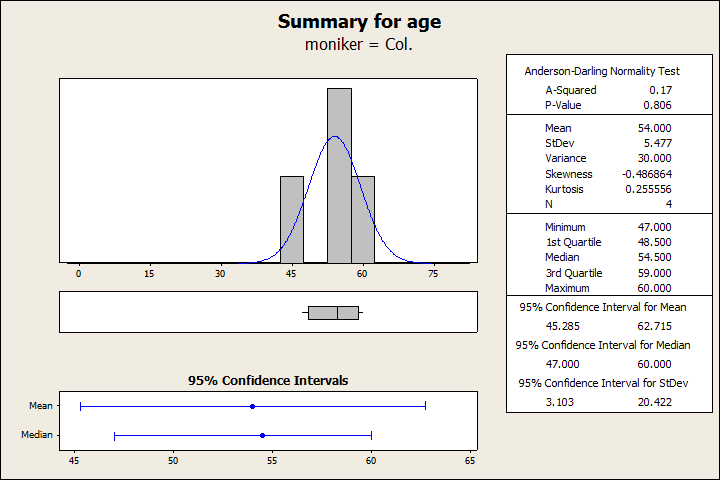 Summary for age
moniker = Col.
0 15 30 45 60 75
95% Confidence Intervals
Mean
Median
45 50 55 60 65
Anderson-Darling Normality Test
A-Squared 0.17
P-Value 0.806
Mean 54.000
StDev 5.477
Variance 30.000
Skewness -0.486864
Kurtosis 0.255556
N 4
Minimum 47.000
1st Quartile 48.500
Median 54.500
3rd Quartile 59.000
Maximum 60.000
95% Confidence Interval for Mean
45.285 62.715
95% Confidence Interval for Median
47.000 60.000
95% Confidence Interval for StDev
3.103 20.422